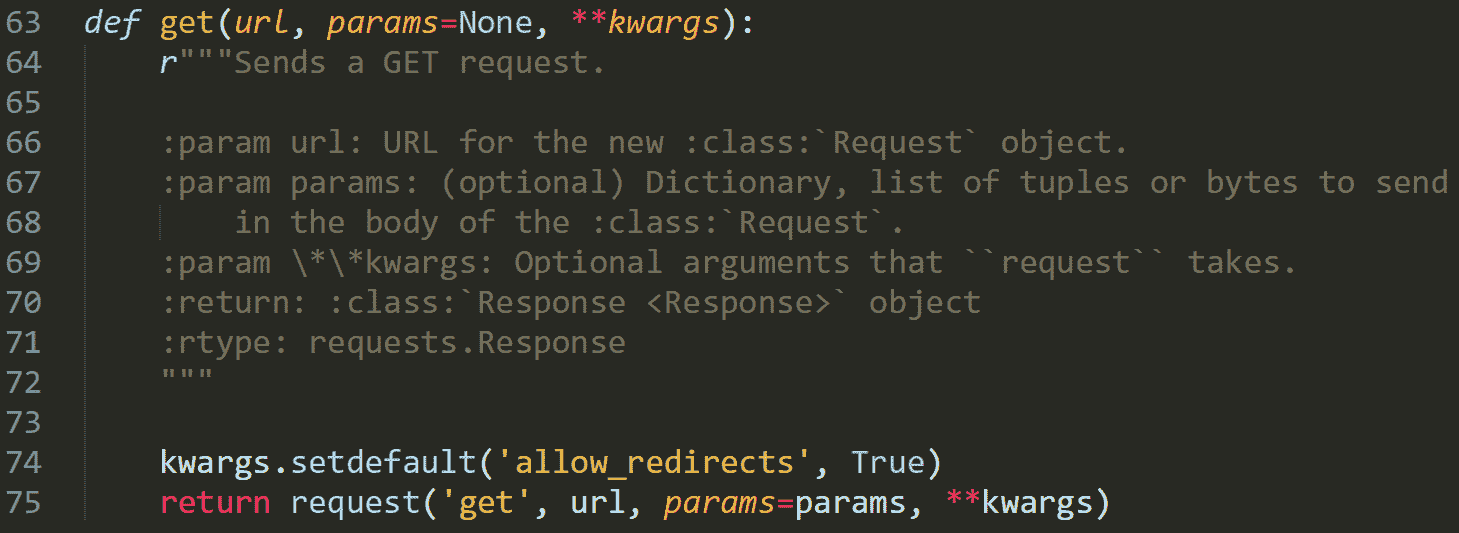 63 def get(url, params=None, **kwargs):
64     r"""Sends a GET request.
65
66     :param url: URL for the new :class:`Request` object.
67     :param params: (optional) Dictionary, list of tuples or bytes to send
68         in the body of the :class:`Request`.
69     :param \*\*kwargs: Optional arguments that ``request`` takes.
70     :return: :class:`Response <Response>` object
71     :rtype: requests.Response
72     """
73
74     kwargs.setdefault('allow_redirects', True)
75     return request('get', url, params=params, **kwargs)